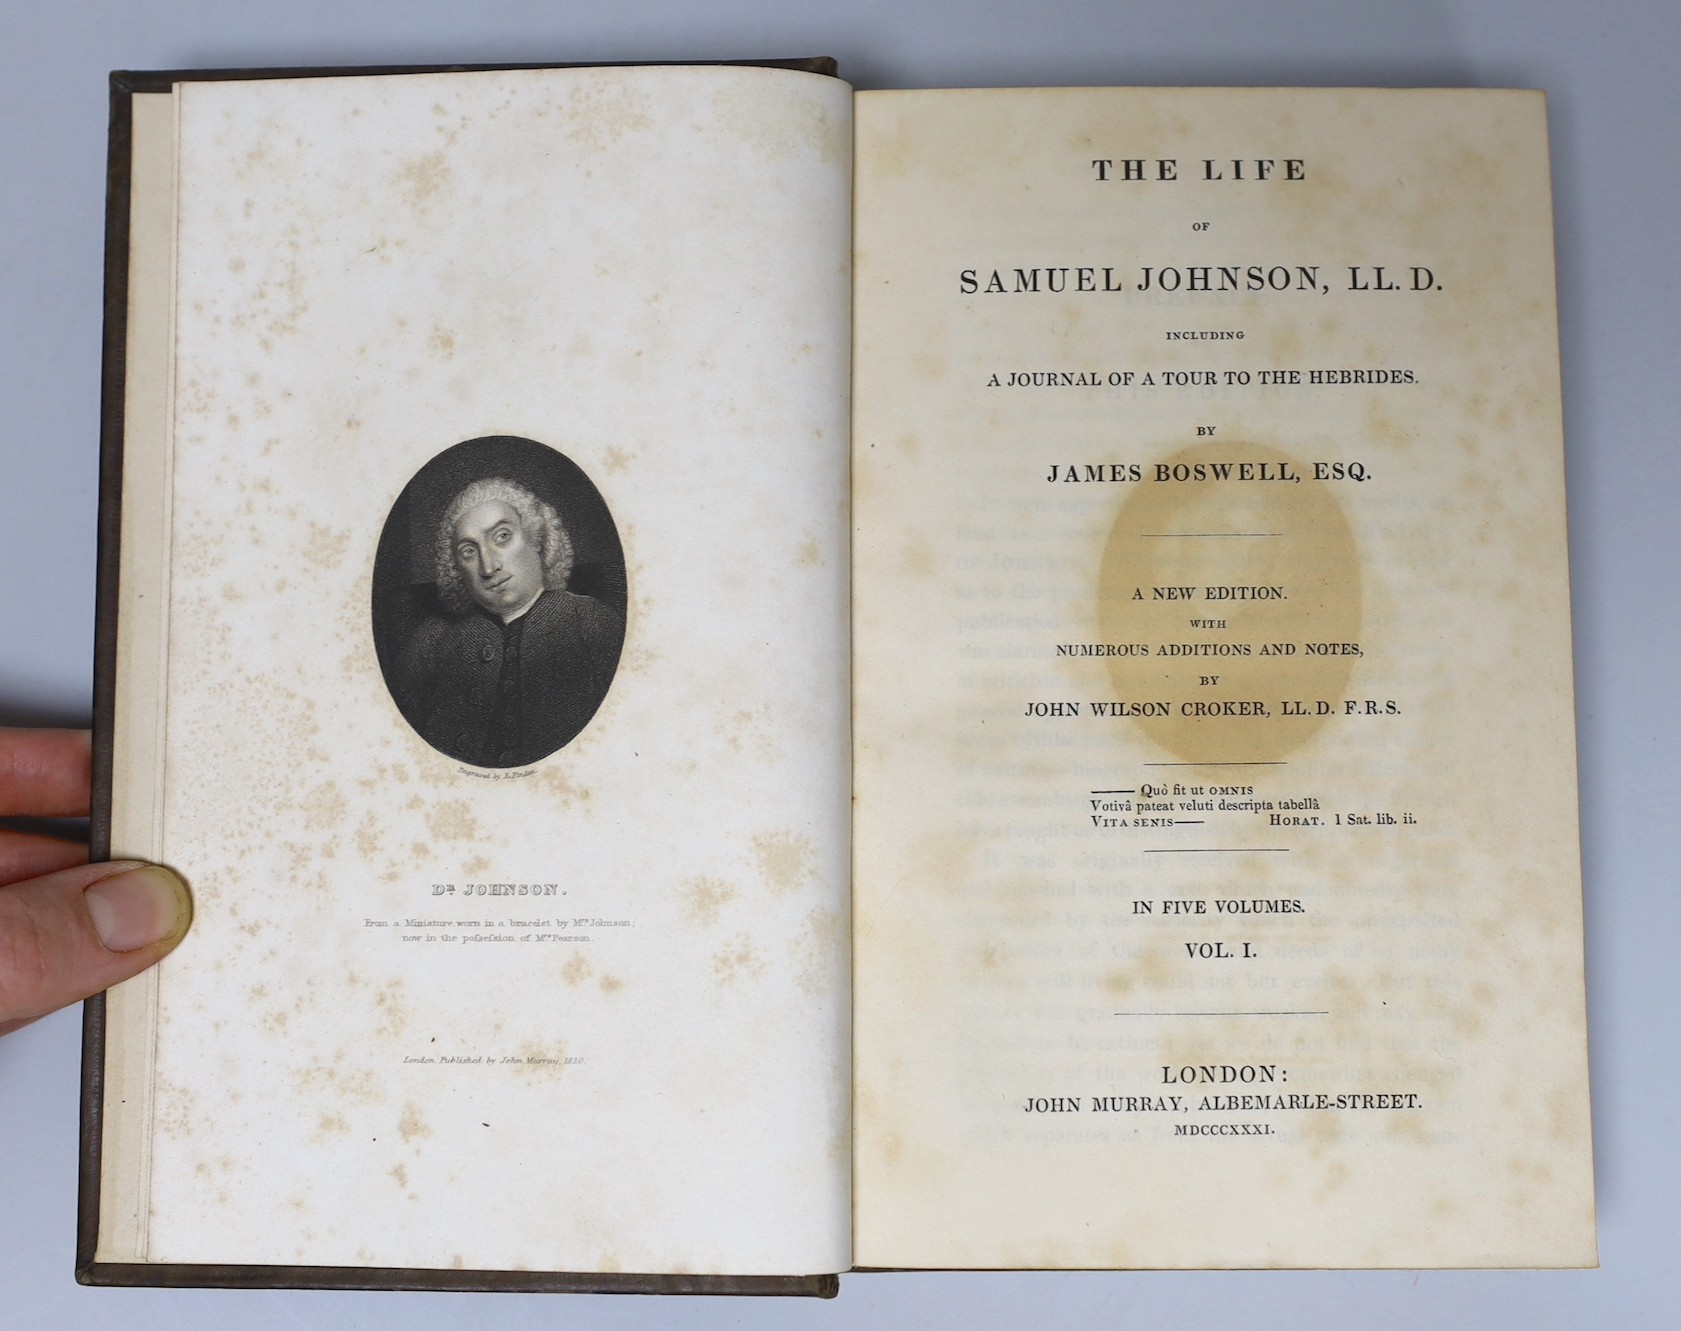 Engraved by E. Finden
Dᴿ JOHNSON.
From a Miniature worn in a bracelet by Mʳˢ Johnson;
now in the poſseſsion of Mʳˢ Pearson.
London. Published by John Murray, 1830.
THE LIFE
OF
SAMUEL JOHNSON, LL. D.
INCLUDING
A JOURNAL OF A TOUR TO THE HEBRIDES.
BY
JAMES BOSWELL, ESQ.
A NEW EDITION.
WITH
NUMEROUS ADDITIONS AND NOTES,
BY
JOHN WILSON CROKER, LL. D. F. R. S.
—— Quò fit ut OMNIS
Votivâ pateat veluti descripta tabellâ
VITA SENIS—— HORAT. 1 Sat. lib. ii.
IN FIVE VOLUMES.
VOL. I.
LONDON:
JOHN MURRAY, ALBEMARLE-STREET.
MDCCCXXXI.